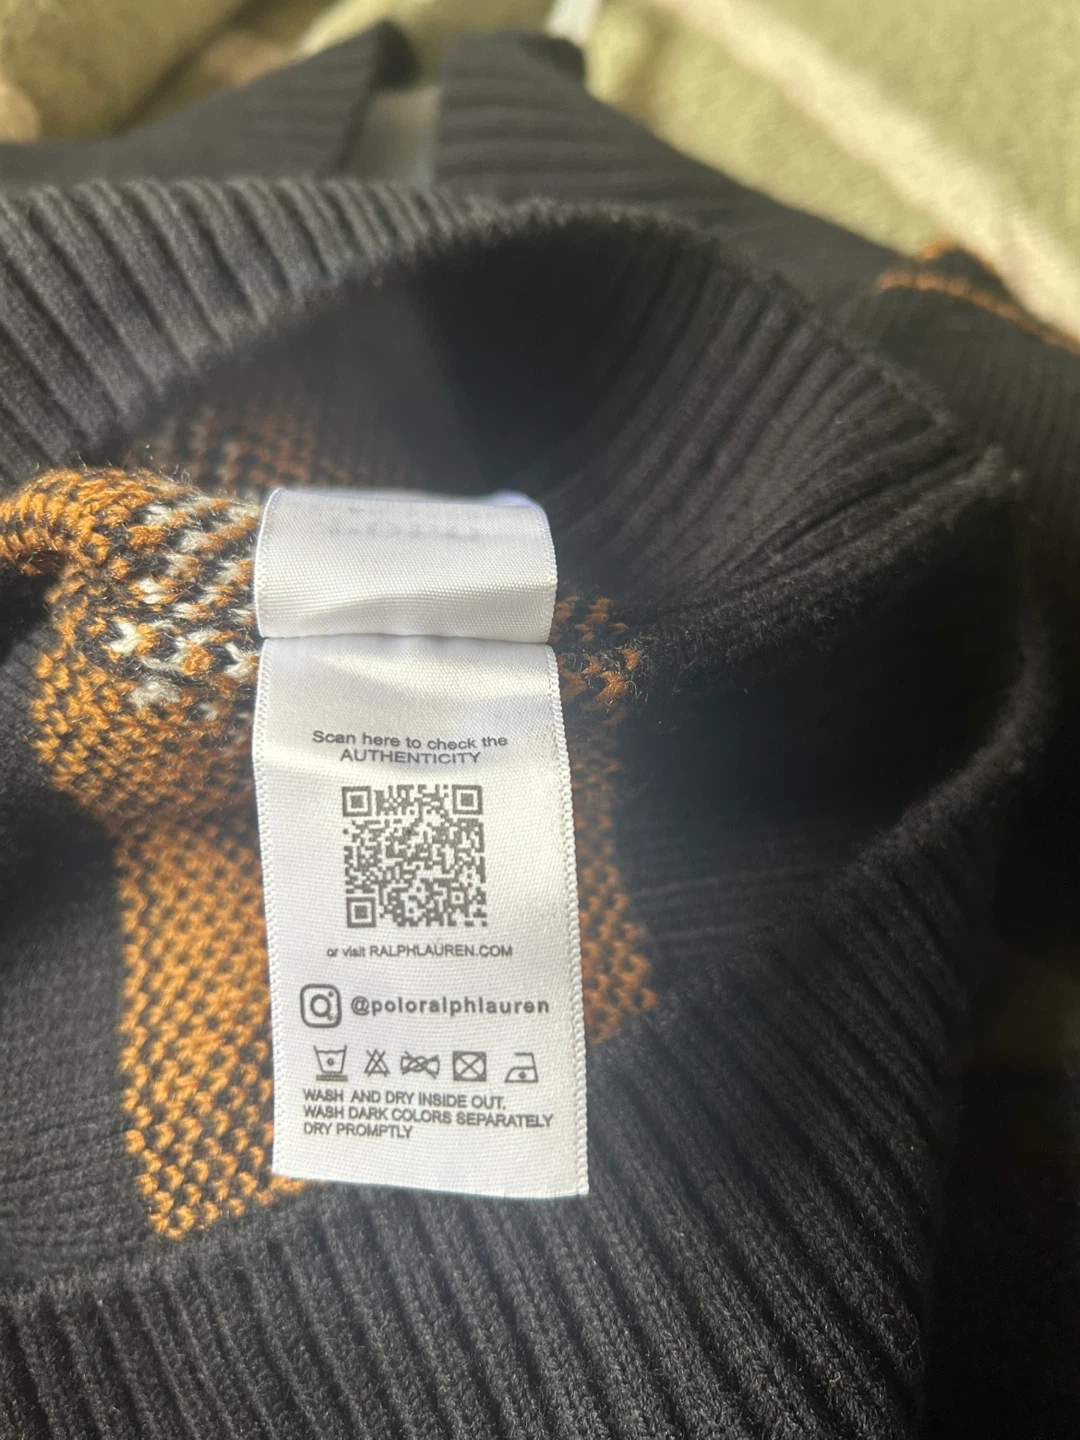 Scan here to check the
AUTHENTICITY
or visit RALPHLAUREN.COM
@poloralphlauren
WASH AND DRY INSIDE OUT.
WASH DARK COLORS SEPARATELY
DRY PROMPTLY